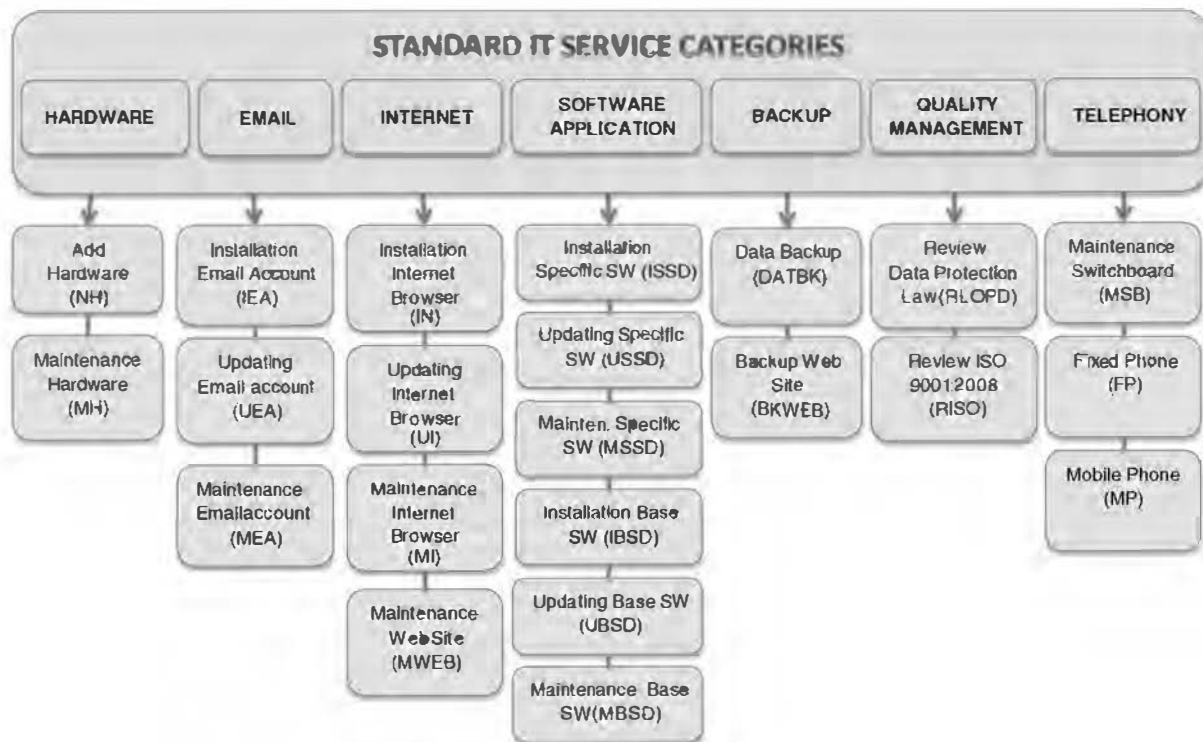 STANDARD IT SERVICE CATEGORIES
HARDWARE
EMAIL
INTERNET
SOFTWARE
APPLICATION
BACKUP
QUALITY
MANAGEMENT
TELEPHONY
Add
Hardware
(NH)
Maintenance
Hardware
(MH)
Installation
Email Account
(IEA)
Updating
Email account
(UEA)
Maintenance
Emailaccount
(MEA)
Installation
Internet
Browser
(IN)
Updating
Internet
Browser
(UI)
Maintenance
Internet
Browser
(MI)
Maintenance
WebSite
(MWEB)
Installation
Specific SW (ISSD)
Updating Specific
SW (USSD)
Mainten. Specific
SW (MSSD)
Installation Base
SW (IBSD)
Updating Base SW
(UBSD)
Maintenance Base
SW(MBSD)
Data Backup
(DATBK)
Backup Web
Site
(BKWEB)
Review
Data Protection
Law(RLOPD)
Review ISO
9001:2008
(RISO)
Maintenance
Switchboard
(MSB)
Fixed Phone
(FP)
Mobile Phone
(MP)